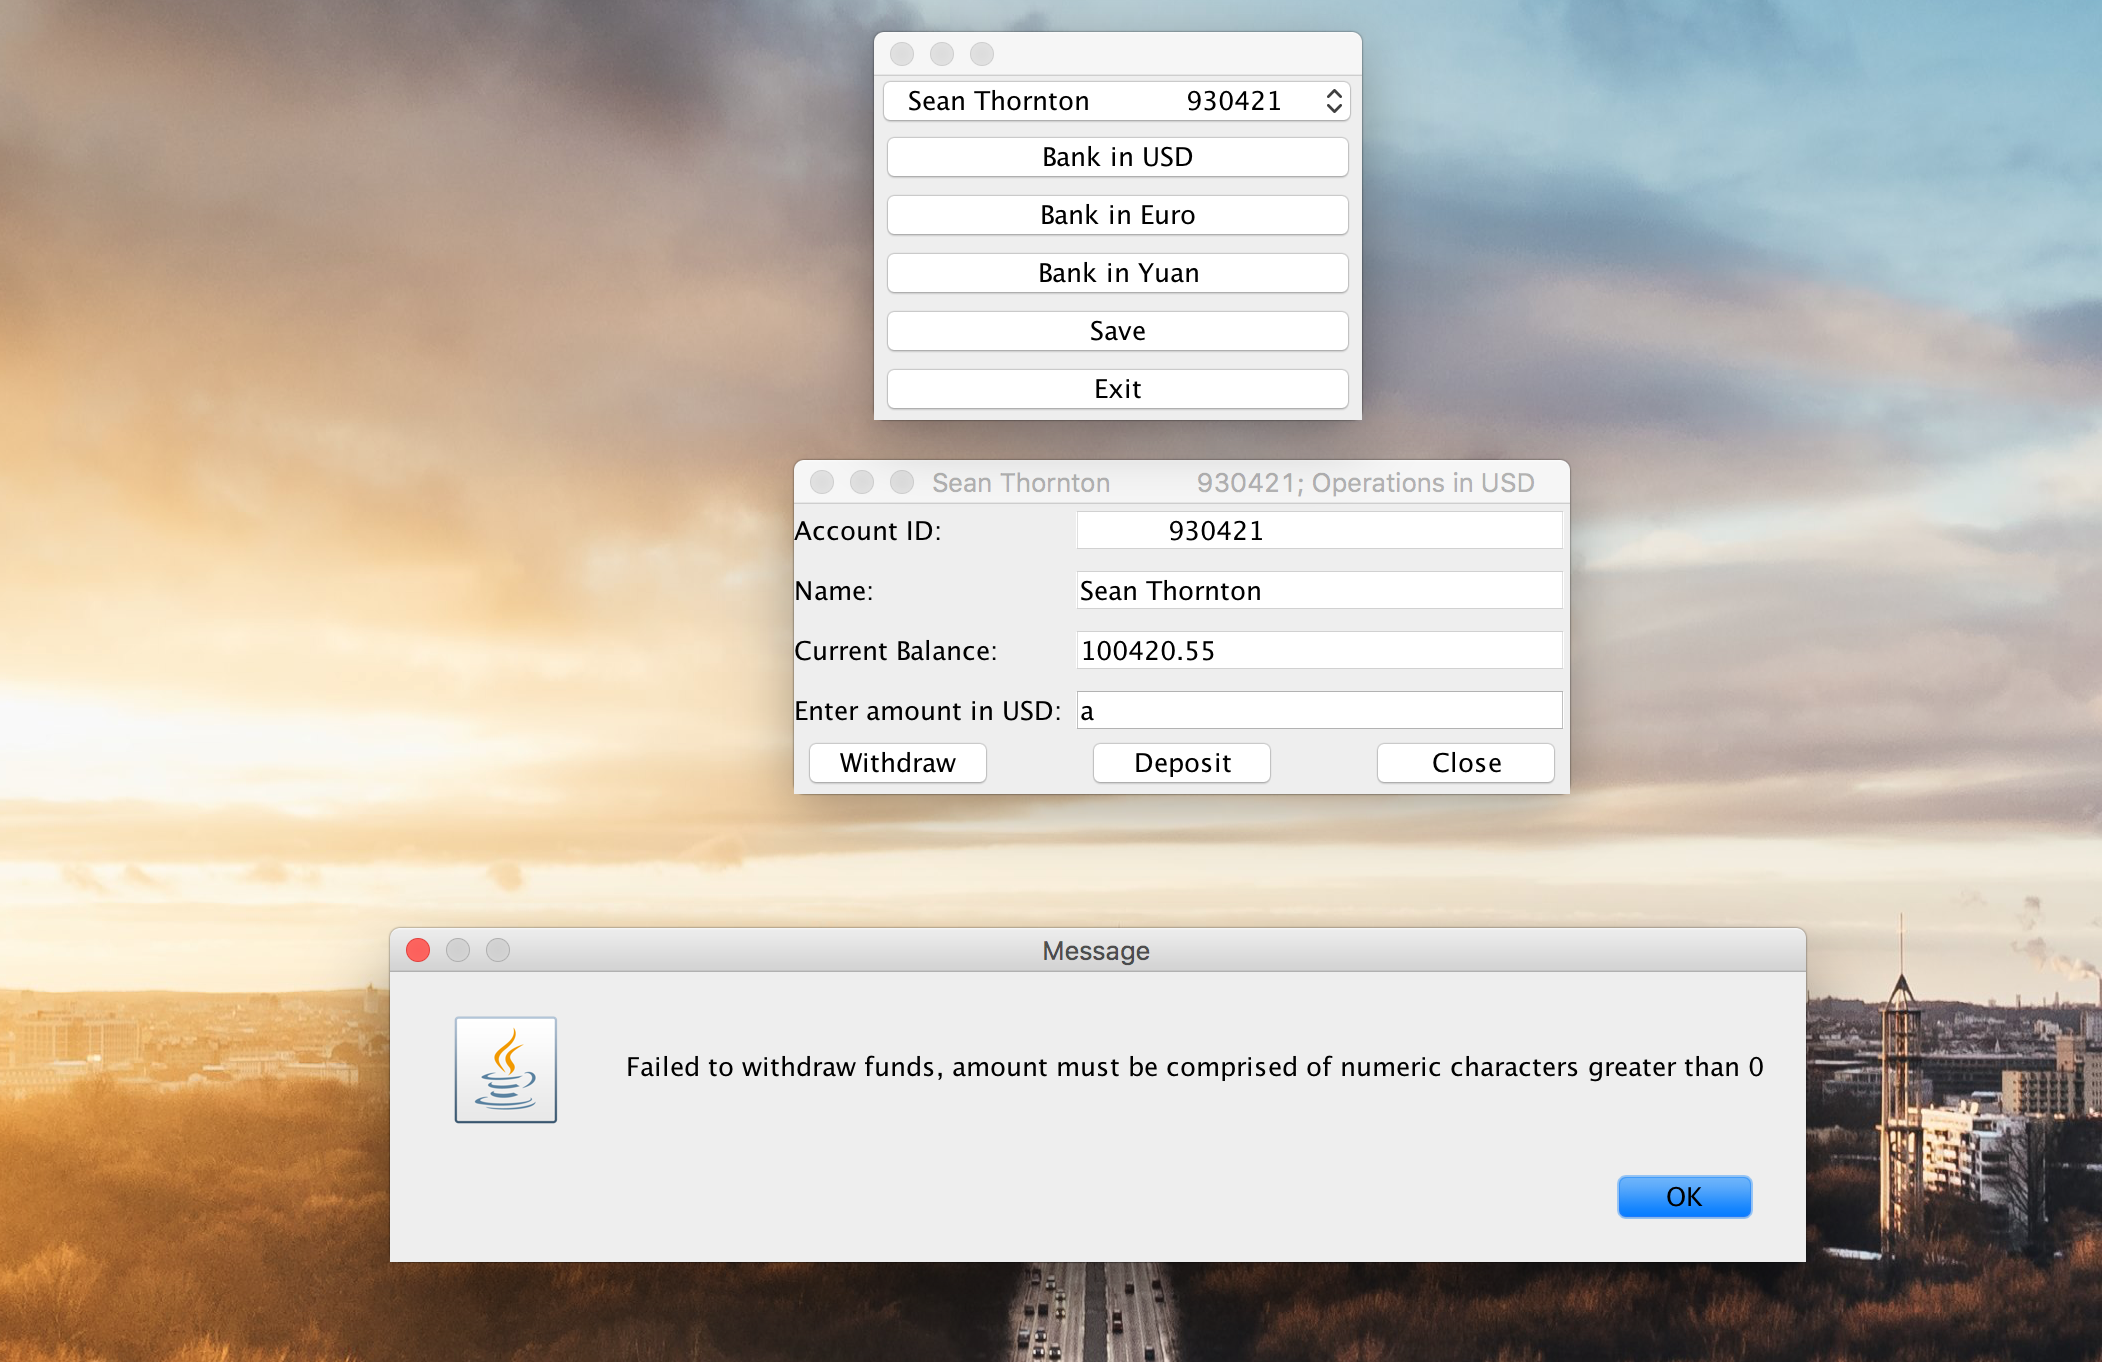 Sean Thornton 930421
Bank in USD
Bank in Euro
Bank in Yuan
Save
Exit
Sean Thornton 930421; Operations in USD
Account ID: 930421
Name: Sean Thornton
Current Balance: 100420.55
Enter amount in USD: a
Withdraw Deposit Close
Message
Failed to withdraw funds, amount must be comprised of numeric characters greater than 0
OK